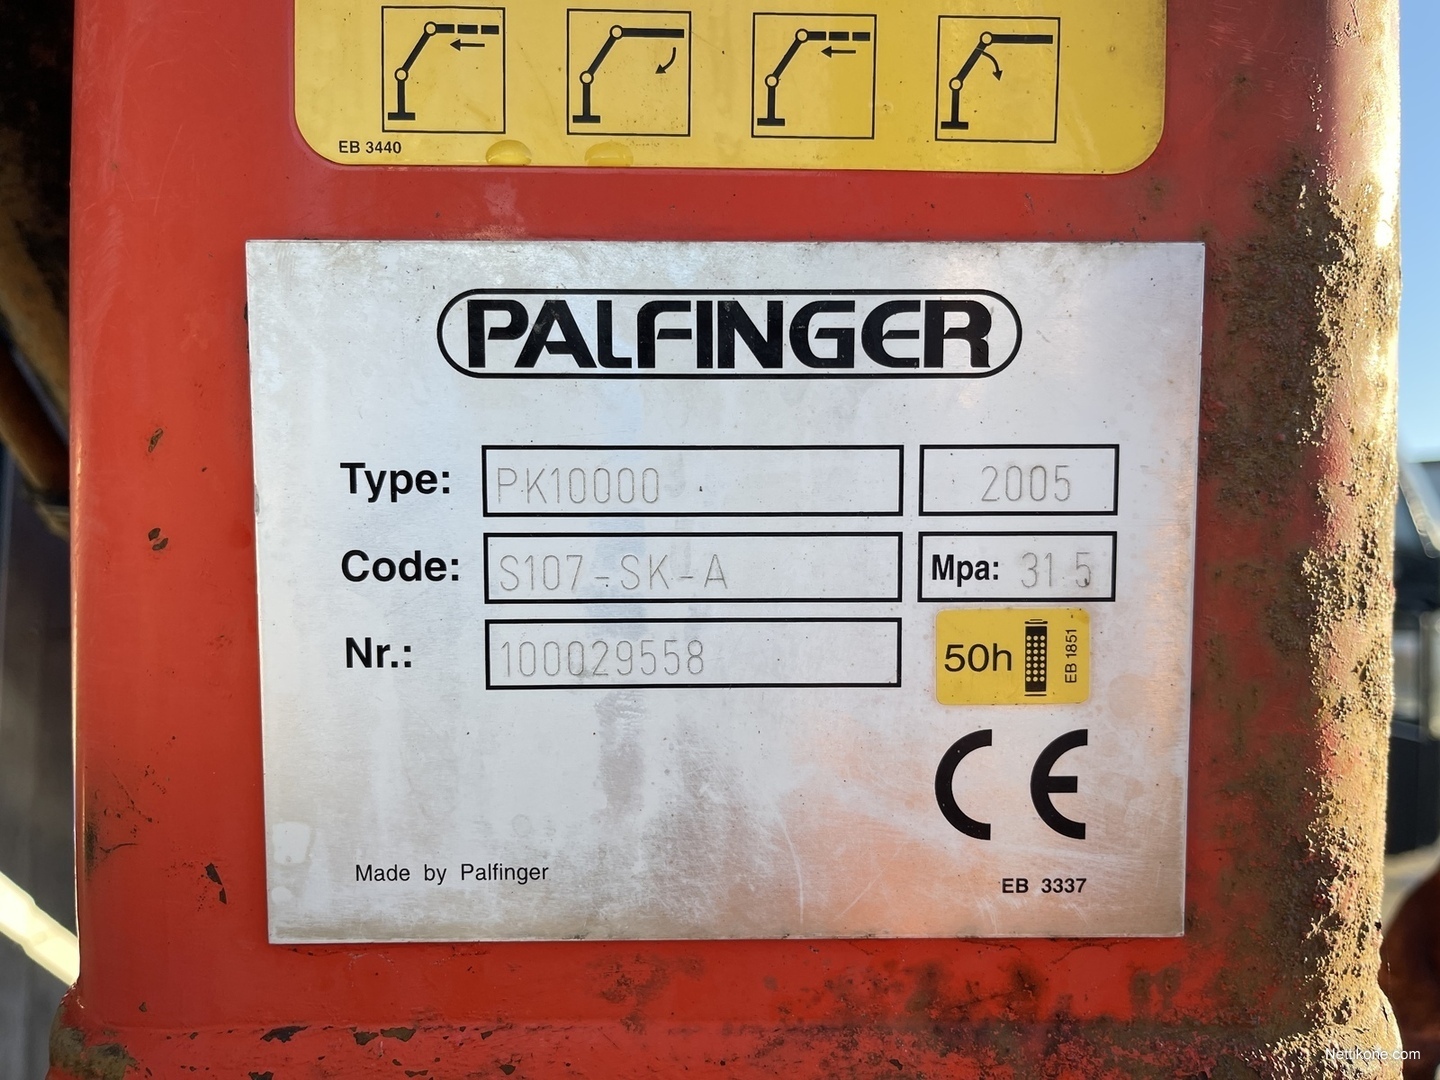 EB 3440
PALFINGER
Type: PK10000 2005
Code: S107-SK-A Mpa: 31.5
Nr.: 100029558
50h EB 1851
CE
Made by Palfinger
EB 3337
Nettikone.com